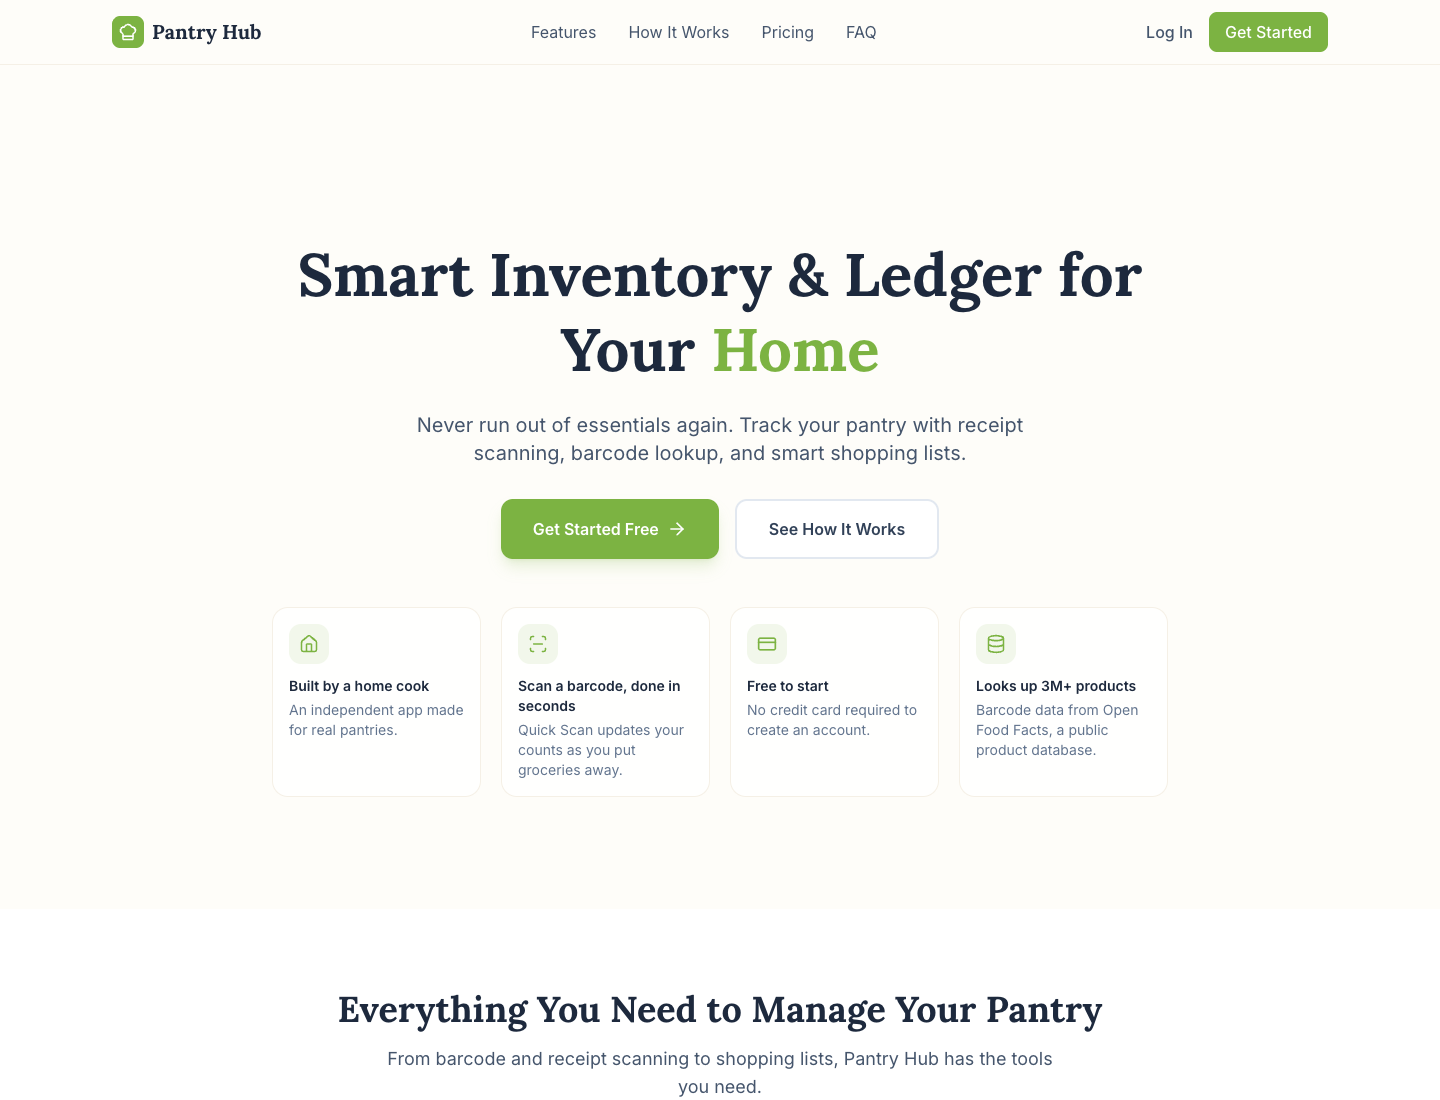 Pantry Hub
Features
How It Works
Pricing
FAQ
Log In
Get Started
Smart Inventory & Ledger for
Your Home
Never run out of essentials again. Track your pantry with receipt
scanning, barcode lookup, and smart shopping lists.
Get Started Free
See How It Works
Built by a home cook
An independent app made
for real pantries.
Scan a barcode, done in
seconds
Quick Scan updates your
counts as you put
groceries away.
Free to start
No credit card required to
create an account.
Looks up 3M+ products
Barcode data from Open
Food Facts, a public
product database.
Everything You Need to Manage Your Pantry
From barcode and receipt scanning to shopping lists, Pantry Hub has the tools
you need.